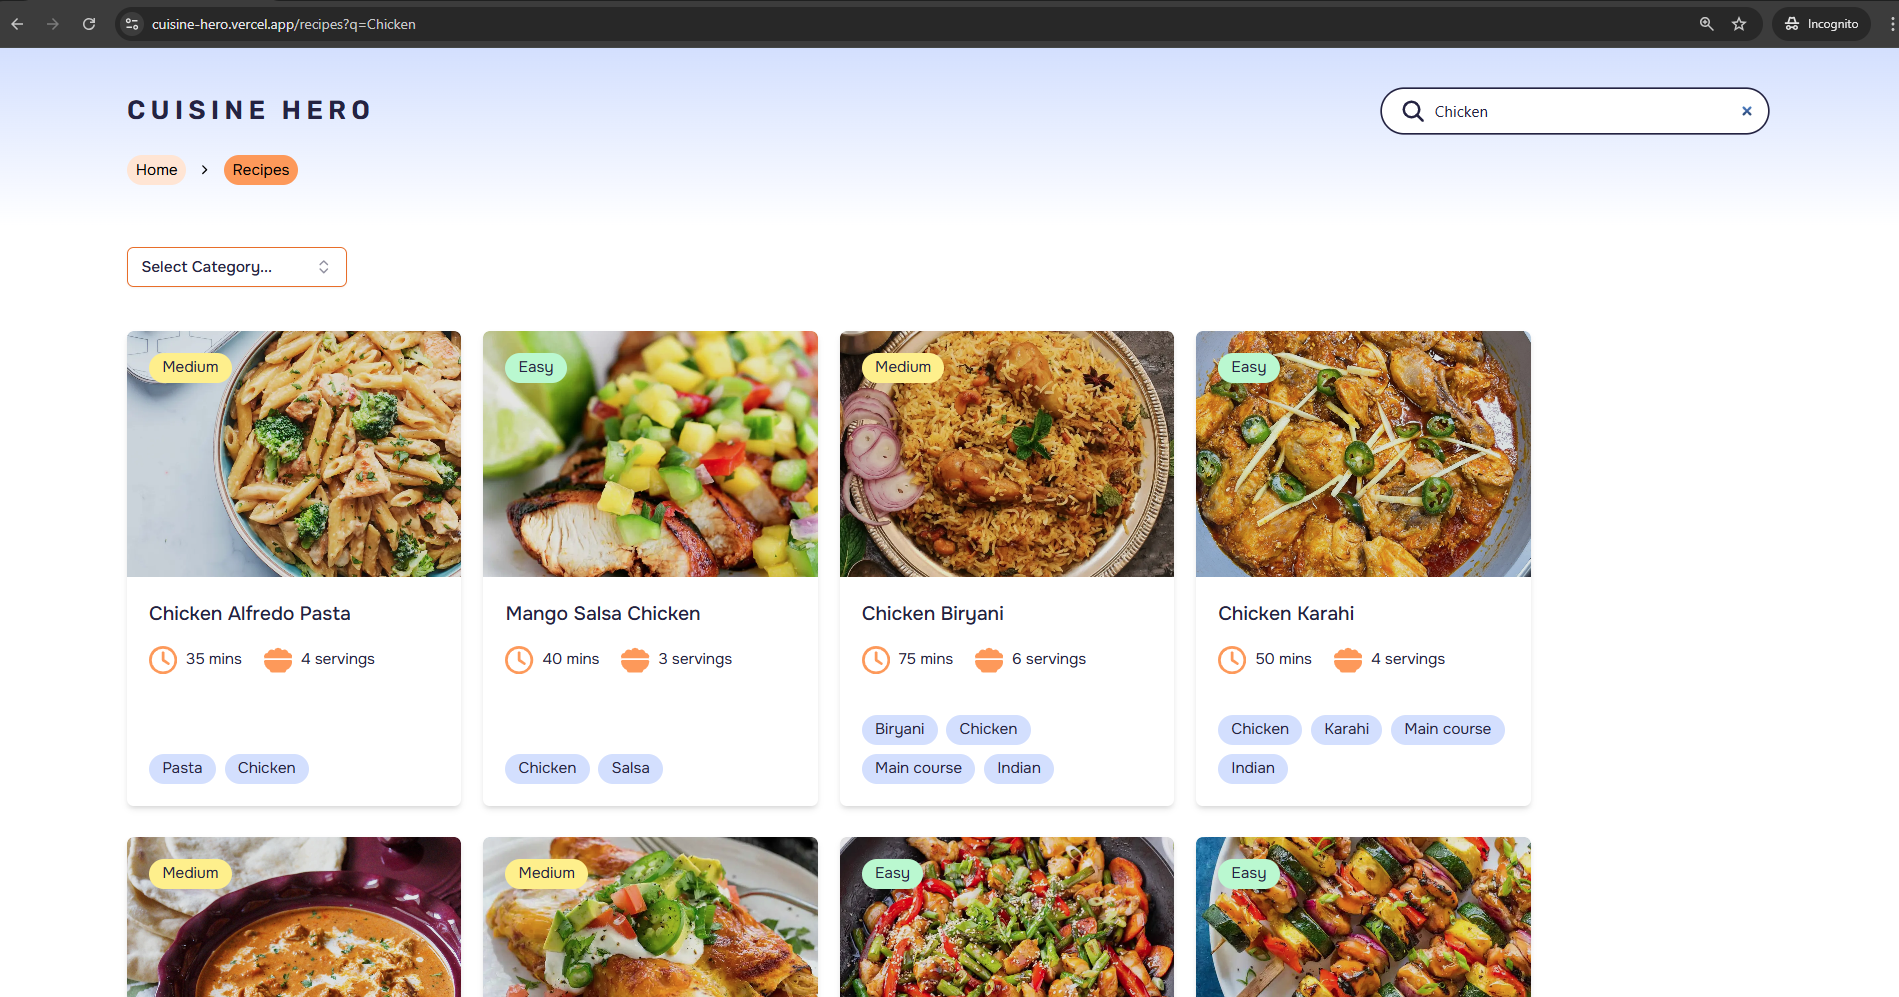 cuisine-hero.vercel.app/recipes?q=Chicken
Incognito
CUISINE HERO
Chicken
Home
Recipes
Select Category...
Medium
Easy
Medium
Easy
Chicken Alfredo Pasta
35 mins
4 servings
Pasta
Chicken
Mango Salsa Chicken
40 mins
3 servings
Chicken
Salsa
Chicken Biryani
75 mins
6 servings
Biryani
Chicken
Main course
Indian
Chicken Karahi
50 mins
4 servings
Chicken
Karahi
Main course
Indian
Medium
Medium
Easy
Easy